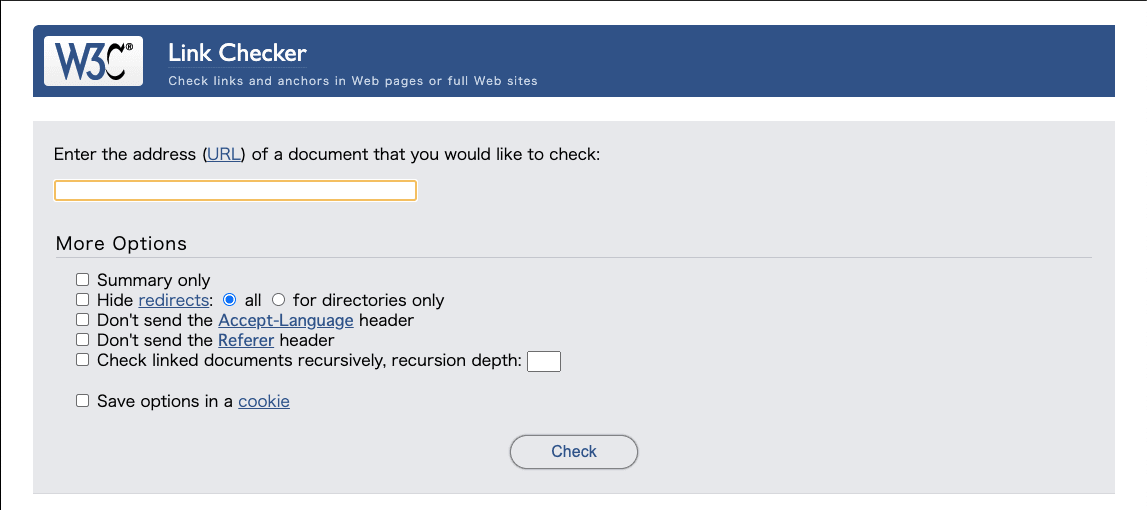 W3C® Link Checker
Check links and anchors in Web pages or full Web sites
Enter the address (URL) of a document that you would like to check:
More Options
Summary only
Hide redirects: all for directories only
Don't send the Accept-Language header
Don't send the Referer header
Check linked documents recursively, recursion depth:
Save options in a cookie
Check